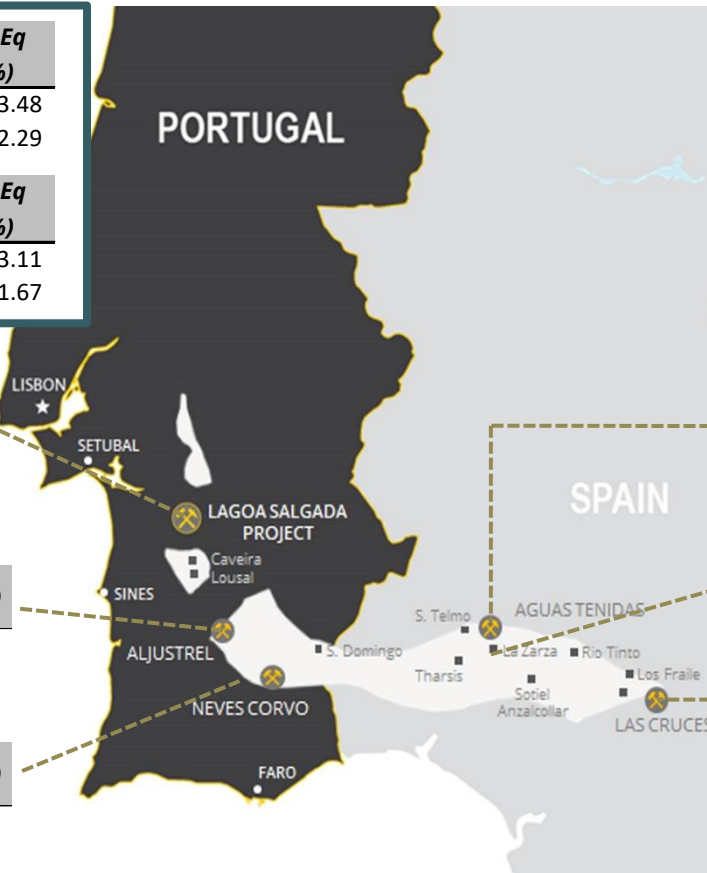 Eq
%)
3.48
2.29
Eq
%)
3.11
1.67
PORTUGAL
LISBON
SETUBAL
SPAIN
LAGOA SALGADA
PROJECT
Caveira
Lousal
SINES
S. Telmo
AGUAS TENIDAS
ALJUSTREL
S. Domingo
La Zarza
Rio Tinto
Tharsis
Los Fraile
Sotiel
Anzalcollar
NEVES CORVO
LAS CRUCES
FARO
)
)